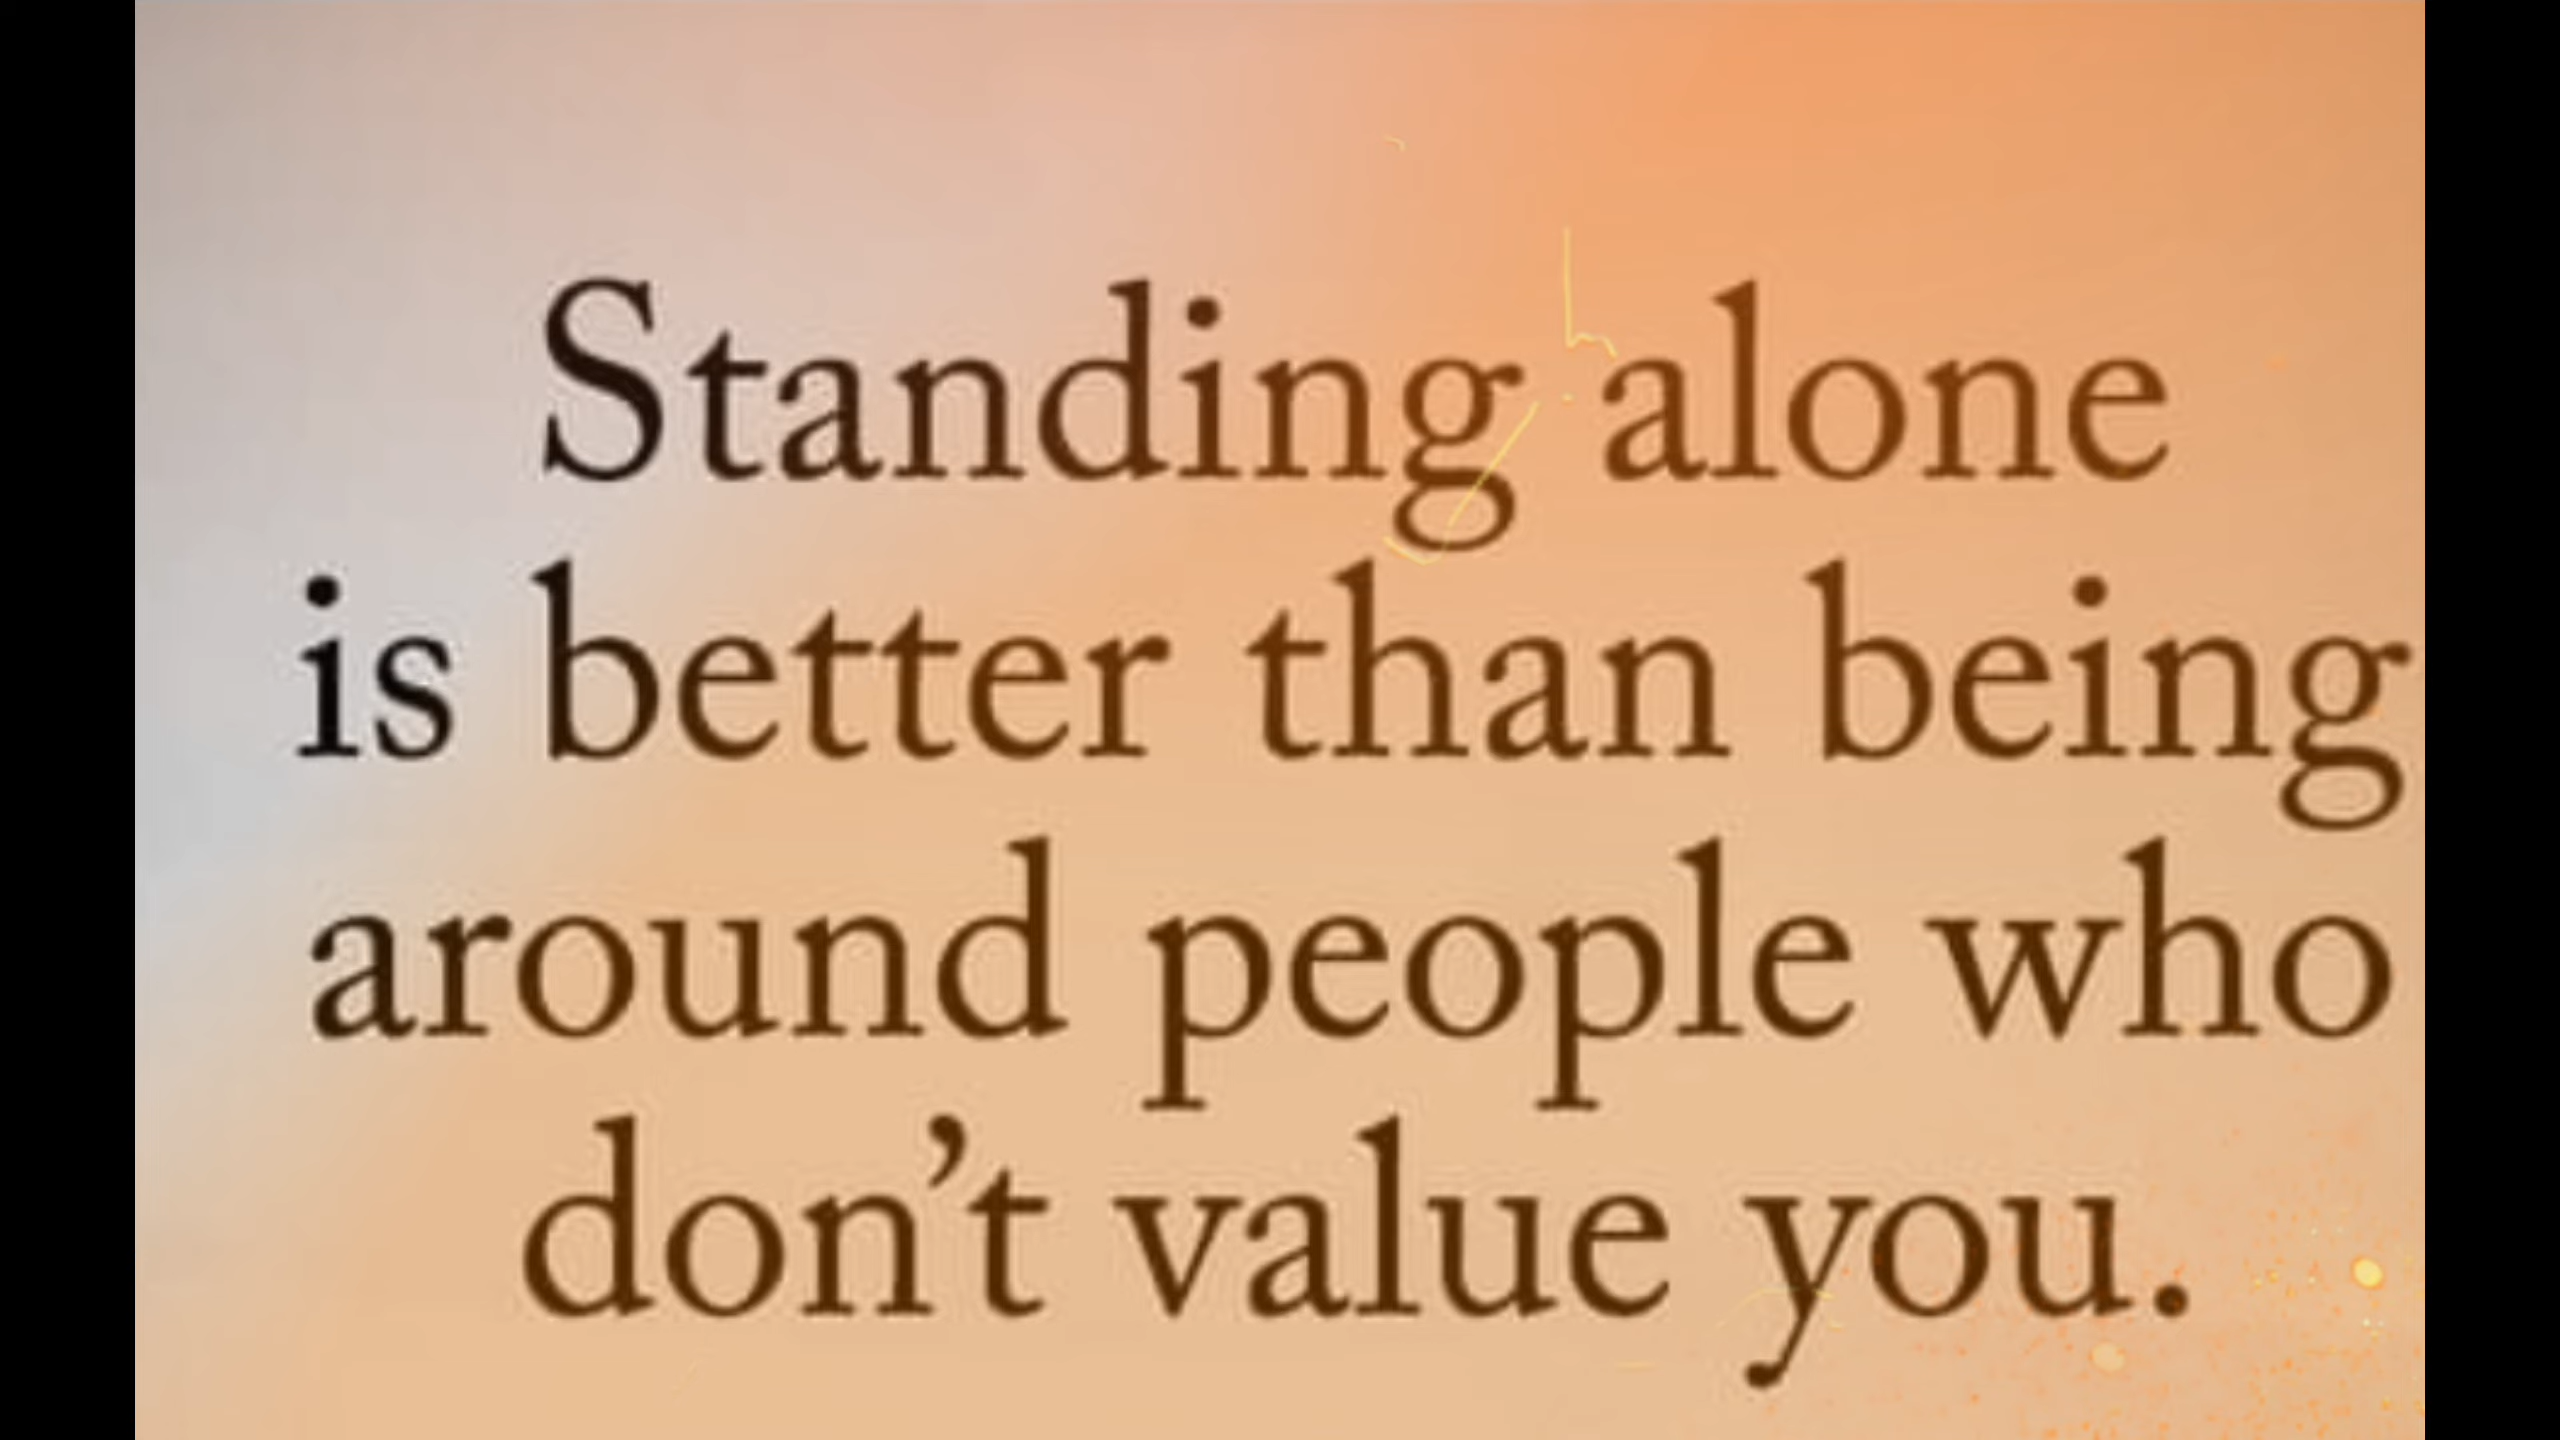 Standing alone
is better than being
around people who
don’t value you.